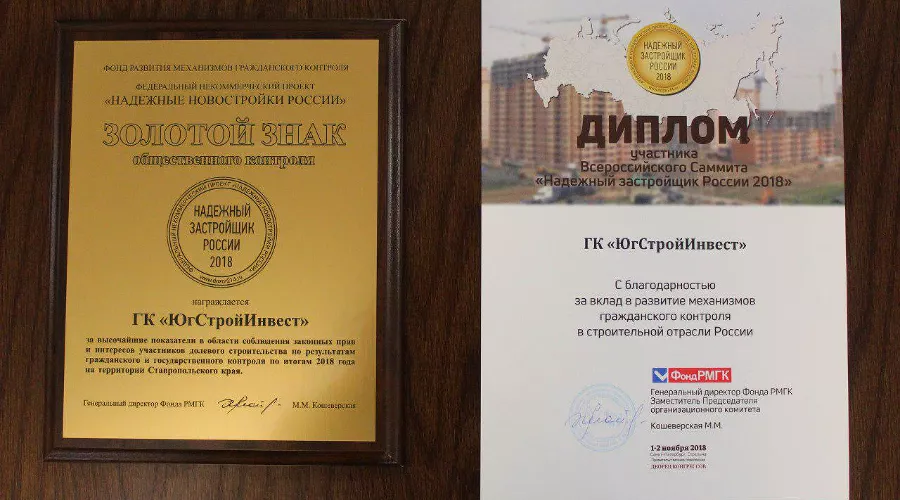 ФОНД РАЗВИТИЯ МЕХАНИЗМОВ ГРАЖДАНСКОГО КОНТРОЛЯ
ФЕДЕРАЛЬНЫЙ НЕКОММЕРЧЕСКИЙ ПРОЕКТ
«НАДЕЖНЫЕ НОВОСТРОЙКИ РОССИИ»
ЗОЛОТОЙ ЗНАК
общественного контроля
НАДЕЖНЫЙ
ЗАСТРОЙЩИК
РОССИИ
2018
награждается
ГК «ЮгСтройИнвест»
за высочайшие показатели в области соблюдения законных прав
и интересов участников долевого строительства по результатам
гражданского и государственного контроля по итогам 2018 года
на территории Ставропольского края.
Генеральный директор Фонда РМГК М.М. Кошеверская
НАДЕЖНЫЙ
ЗАСТРОЙЩИК
РОССИИ
2018
ДИПЛОМ
участника
Всероссийского Саммита
«Надежный застройщик России 2018»
ГК «ЮгСтройИнвест»
С благодарностью
за вклад в развитие механизмов
гражданского контроля
в строительной отрасли России
ФондРМГК
Генеральный директор Фонда РМГК
Заместитель Председателя
организационного комитета
Кошеверская М.М.
1-2 ноября 2018
ДВОРЕЦ КОНГРЕССОВ